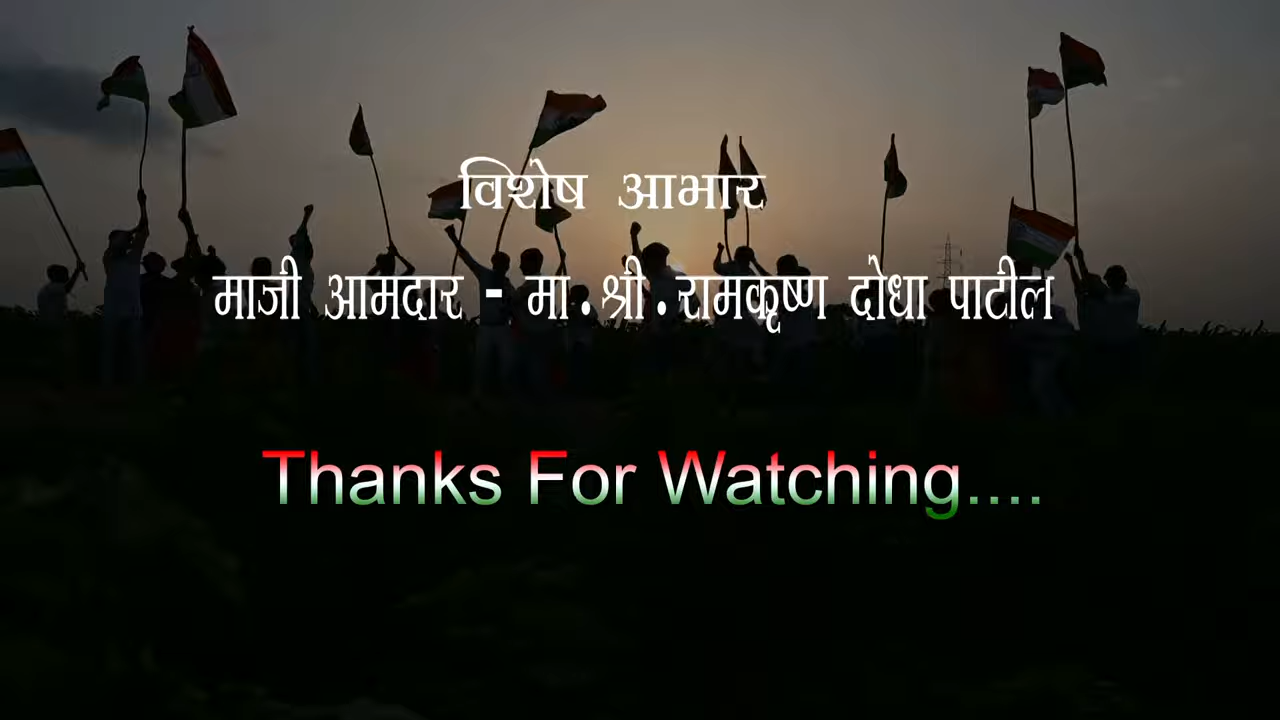 विशेष आभार
माजी आमदार - मा.श्री.रामकृष्ण दोधा पाटील
Thanks For Watching....